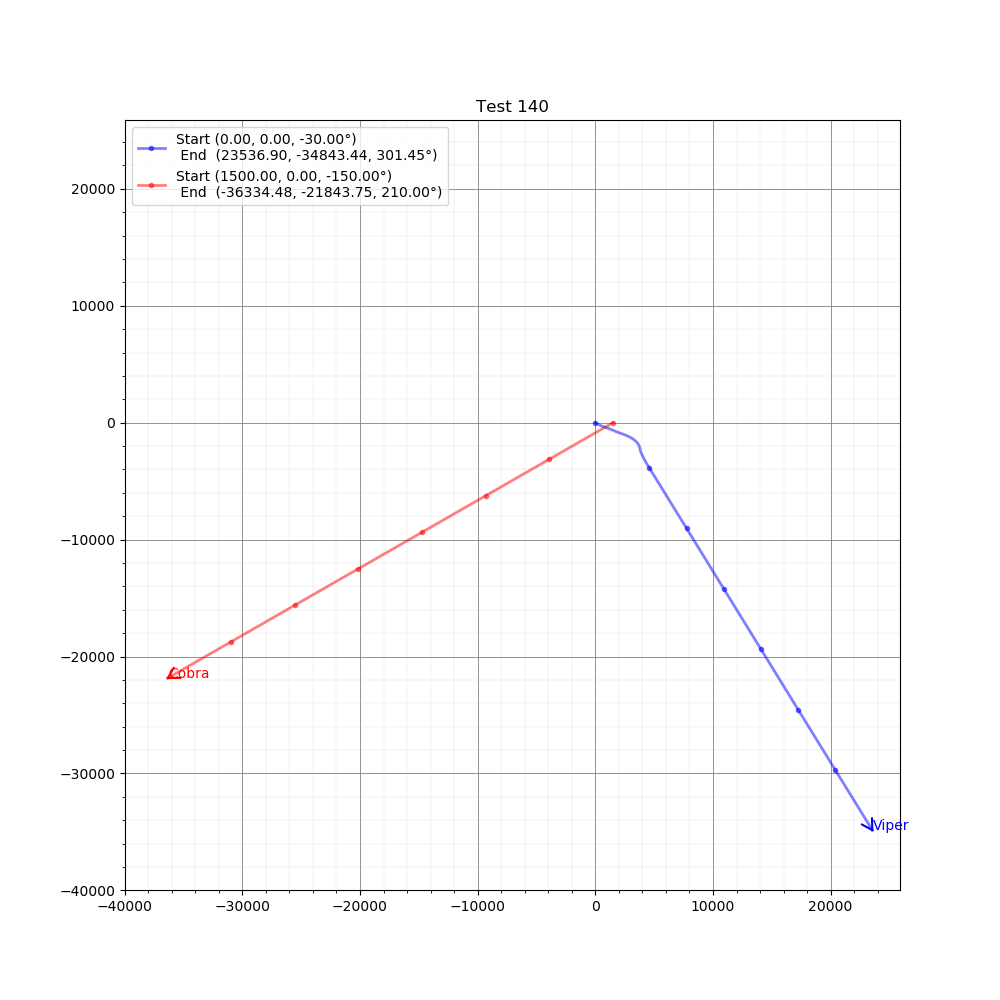 Test 140
Start (0.00, 0.00, -30.00°)
End  (23536.90, -34843.44, 301.45°)
Start (1500.00, 0.00, -150.00°)
End  (-36334.48, -21843.75, 210.00°)
20000
10000
0
−10000
−20000
−30000
−40000
Cobra
Viper
−40000 −30000 −20000 −10000 0 10000 20000